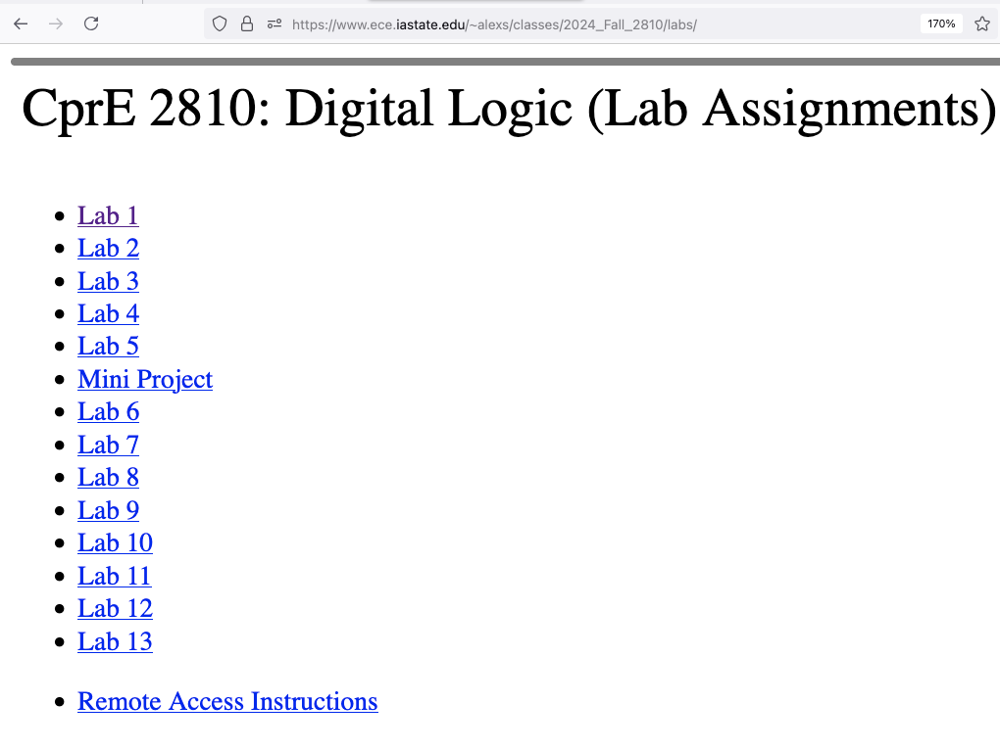 https://www.ece.iastate.edu/~alexs/classes/2024_Fall_2810/labs/
170%
CprE 2810: Digital Logic (Lab Assignments)
Lab 1
Lab 2
Lab 3
Lab 4
Lab 5
Mini Project
Lab 6
Lab 7
Lab 8
Lab 9
Lab 10
Lab 11
Lab 12
Lab 13
Remote Access Instructions